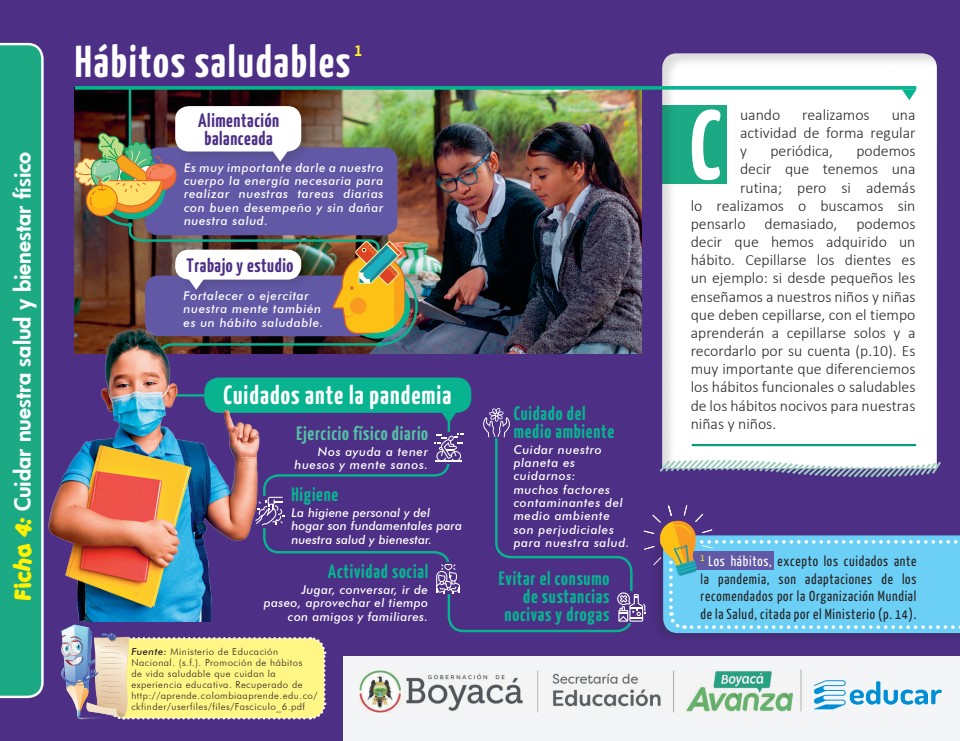 Ficha 4: Cuidar nuestra salud y bienestar físico
Hábitos saludables ¹
Alimentación
balanceada
Es muy importante darle a nuestro
cuerpo la energía necesaria para
realizar nuestras tareas diarias
con buen desempeño y sin dañar
nuestra salud.
Trabajo y estudio
Fortalecer o ejercitar
nuestra mente también
es un hábito saludable.
Cuando realizamos una
actividad de forma regular
y periódica, podemos
decir que tenemos una
rutina; pero si además
lo realizamos o buscamos sin
pensarlo demasiado, podemos
decir que hemos adquirido un
hábito. Cepillarse los dientes es
un ejemplo: si desde pequeños les
enseñamos a nuestros niños y niñas
que deben cepillarse, con el tiempo
aprenderán a cepillarse solos y a
recordarlo por su cuenta (p.10). Es
muy importante que diferenciemos
los hábitos funcionales o saludables
de los hábitos nocivos para nuestras
niñas y niños.
Cuidados ante la pandemia
Ejercicio físico diario
Nos ayuda a tener
huesos y mente sanos.
Higiene
La higiene personal y del
hogar son fundamentales para
nuestra salud y bienestar.
Actividad social
Jugar, conversar, ir de
paseo, aprovechar el tiempo
con amigos y familiares.
Cuidado del
medio ambiente
Cuidar nuestro
planeta es
cuidarnos:
muchos factores
contaminantes del
medio ambiente
son perjudiciales
para nuestra salud.
Evitar el consumo
de sustancias
nocivas y drogas
¹ Los hábitos, excepto los cuidados ante
la pandemia, son adaptaciones de los
recomendados por la Organización Mundial
de la Salud, citada por el Ministerio (p. 14).
Fuente: Ministerio de Educación
Nacional. (s.f.). Promoción de hábitos
de vida saludable que cuidan la
experiencia educativa. Recuperado de
http://aprende.colombiaaprende.edu.co/
ckfinder/userfiles/files/Fasciculo_6.pdf
GOBERNACIÓN DE
Boyacá
Secretaría de
Educación
Boyacá
Avanza
educar